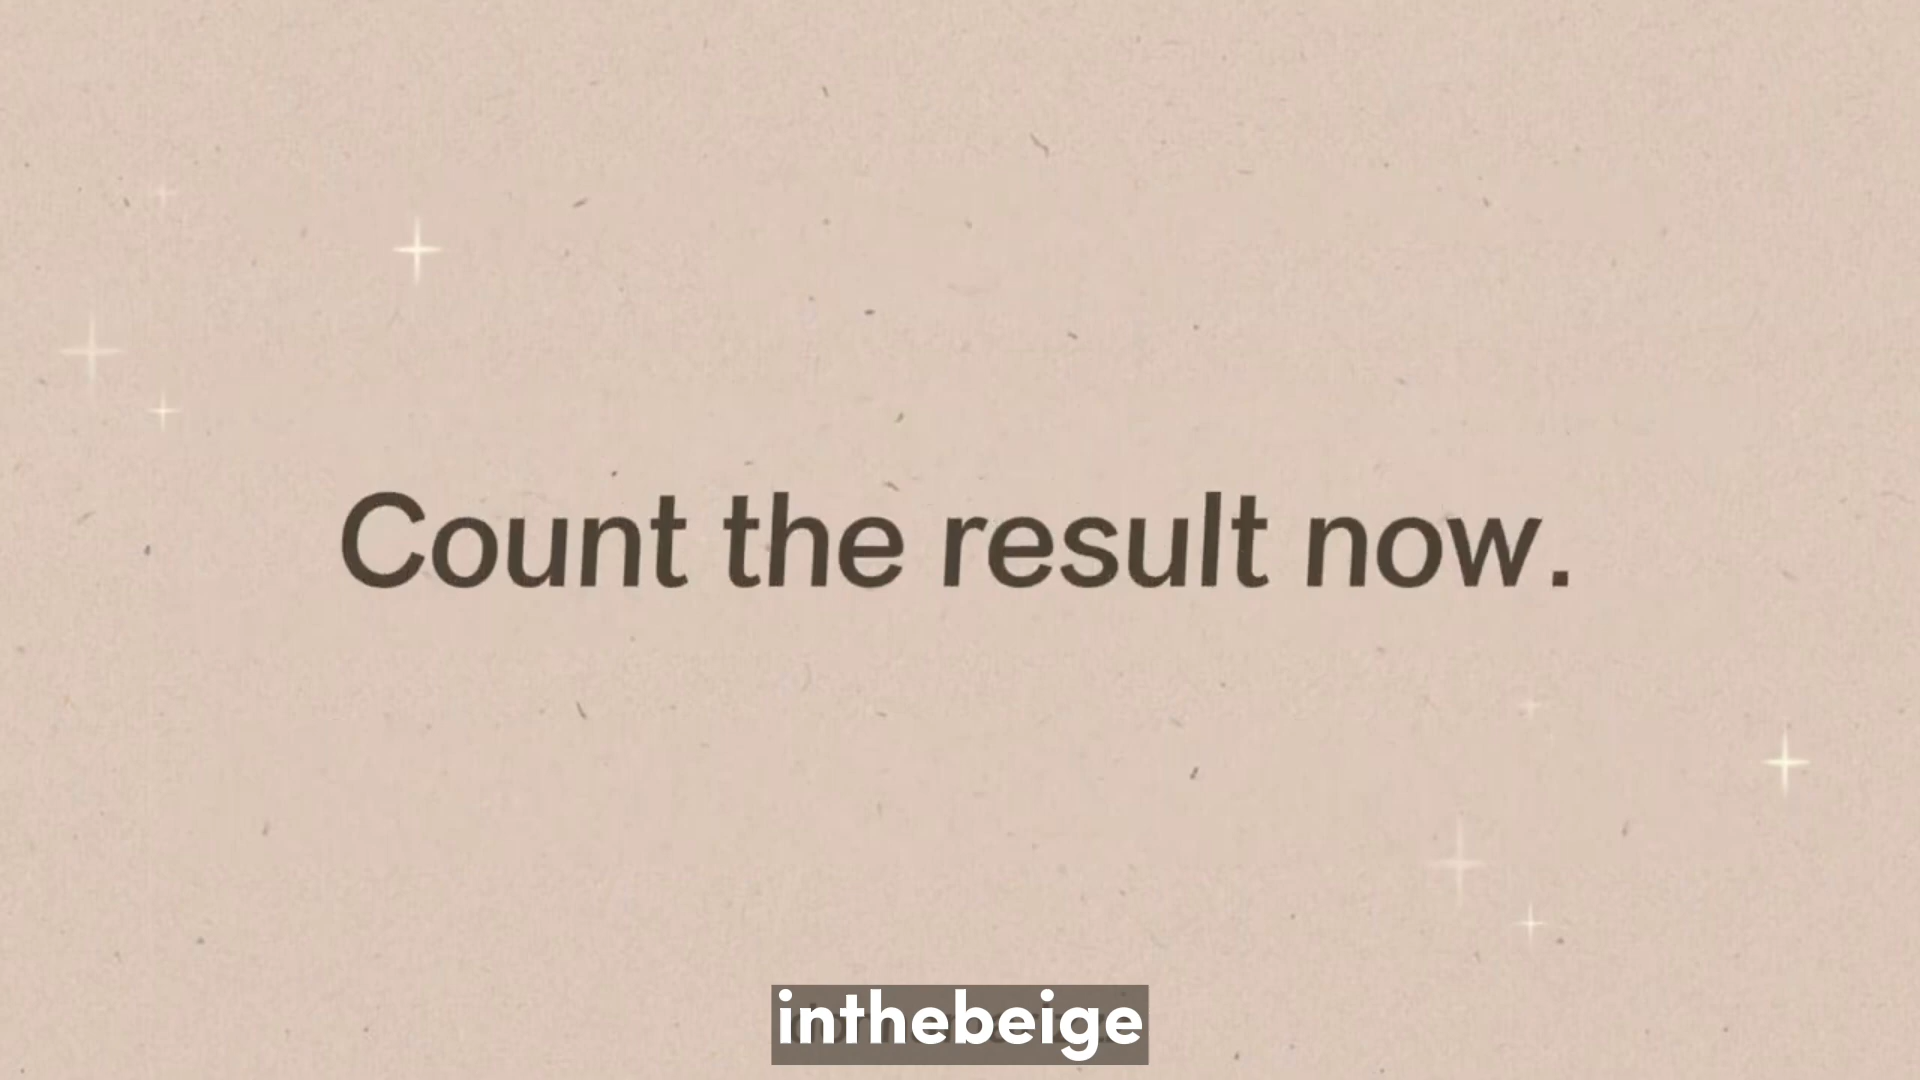 Count the result now.
inthebeige